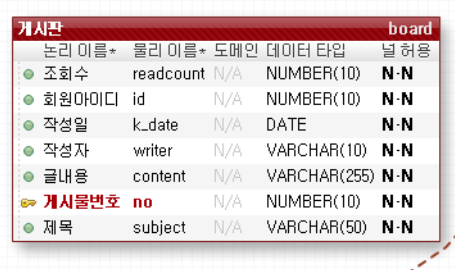 게시판 board
논리 이름* 물리 이름* 도메인 데이터 타입 널 허용
조회수 readcount N/A NUMBER(10) N-N
회원아이디 id N/A NUMBER(10) N-N
작성일 k_date N/A DATE N-N
작성자 writer N/A VARCHAR(10) N-N
글내용 content N/A VARCHAR(255) N-N
게시물번호 no N/A NUMBER(10) N-N
제목 subject N/A VARCHAR(50) N-N